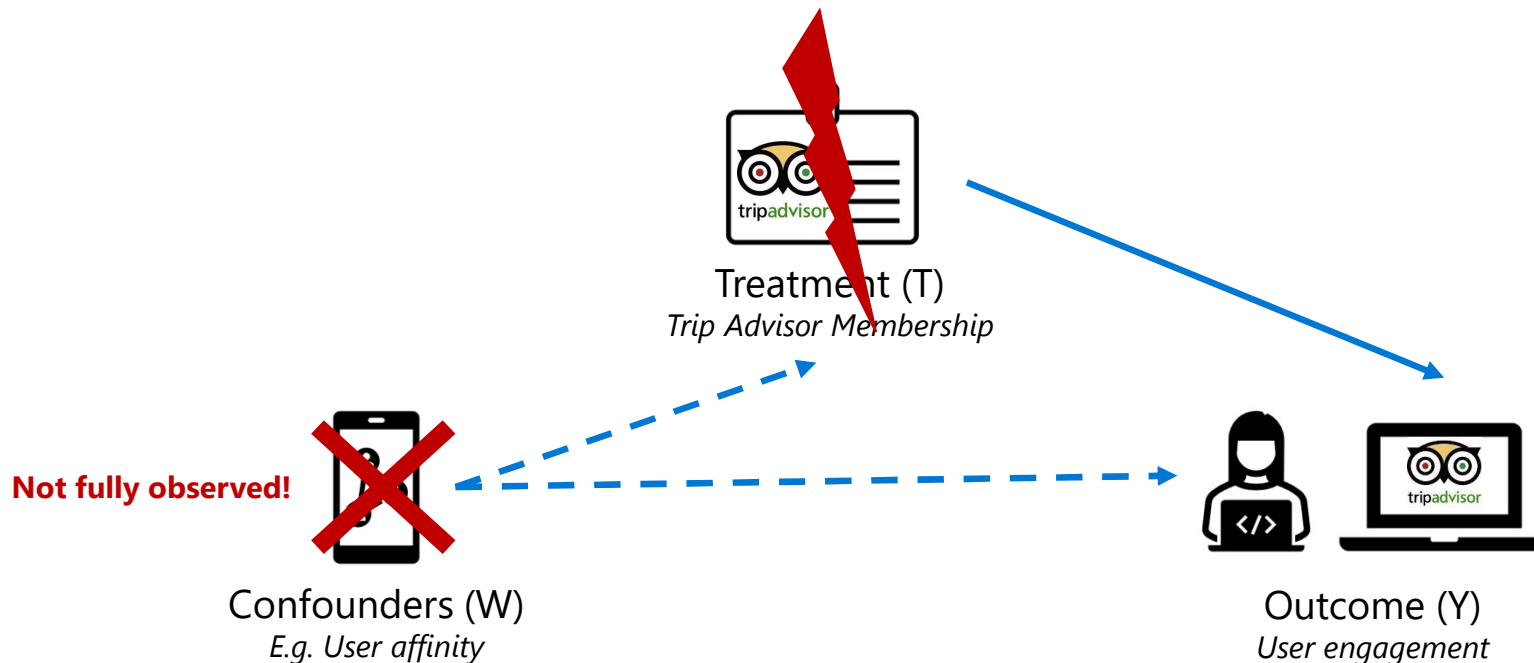 tripadvisor
Treatment (T)
Trip Advisor Membership
Not fully observed!
Confounders (W)
E.g. User affinity
</>
tripadvisor
Outcome (Y)
User engagement